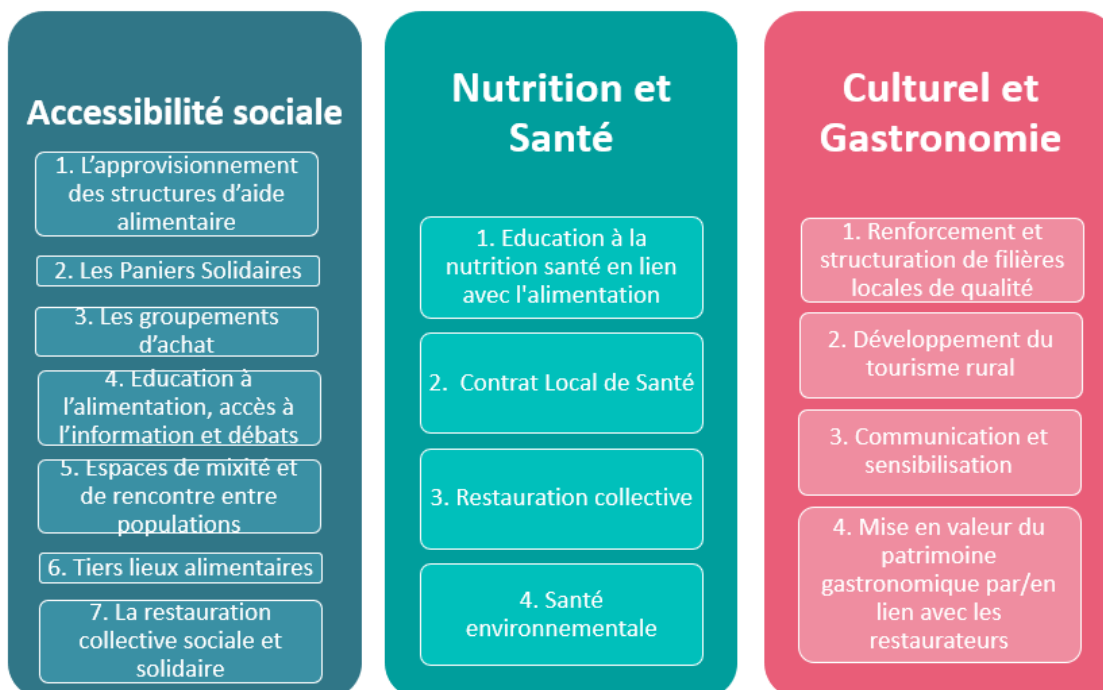 Accessibilité sociale
1. L’approvisionnement
des structures d’aide
alimentaire
2. Les Paniers Solidaires
3. Les groupements
d’achat
4. Education à
l’alimentation, accès à
l’information et débats
5. Espaces de mixité et
de rencontre entre
populations
6. Tiers lieux alimentaires
7. La restauration
collective sociale et
solidaire
Nutrition et
Santé
1. Education à la
nutrition santé en lien
avec l'alimentation
2. Contrat Local de Santé
3. Restauration collective
4. Santé
environnementale
Culturel et
Gastronomie
1. Renforcement et
structuration de filières
locales de qualité
2. Développement du
tourisme rural
3. Communication et
sensibilisation
4. Mise en valeur du
patrimoine
gastronomique par/en
lien avec les
restaurateurs